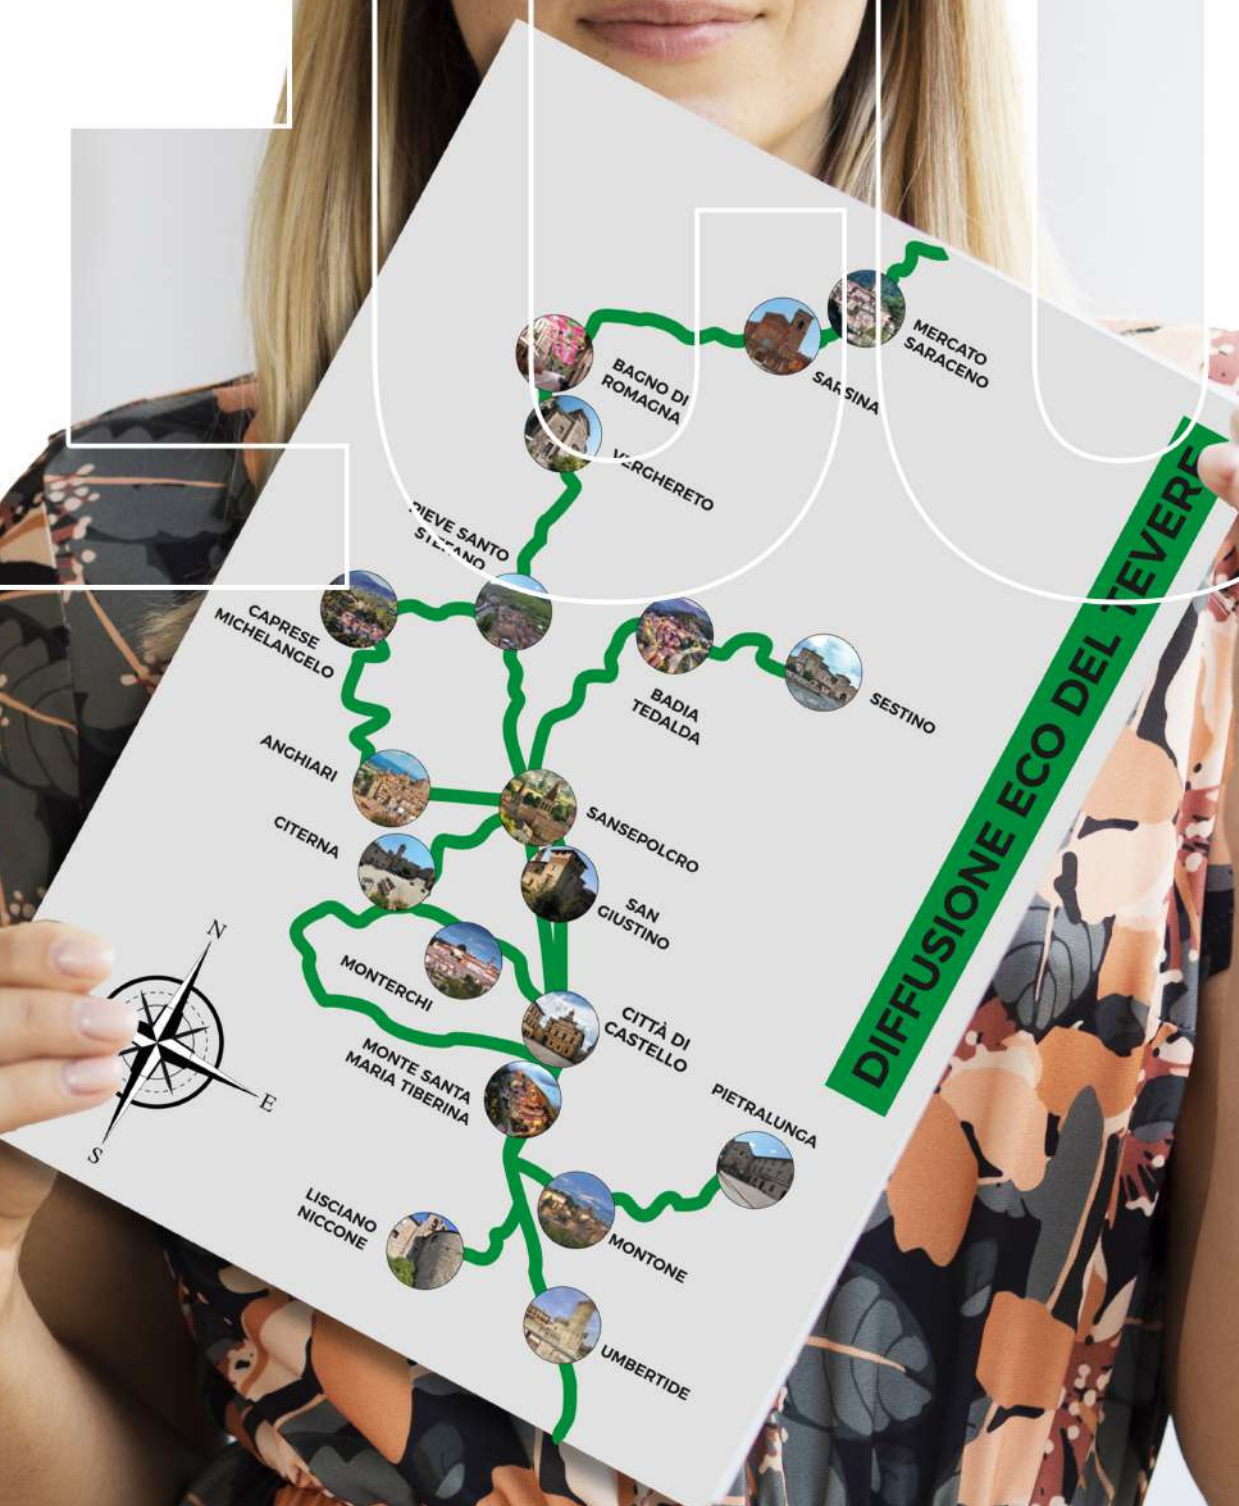 MERCATO
SARACENO
SARSINA
BAGNO DI
ROMAGNA
VERGHERETO
PIEVE SANTO
STEFANO
CAPRESE
MICHELANGELO
BADIA
TEDALDA
SESTINO
ANGHIARI
SANSEPOLCRO
CITERNA
SAN
GIUSTINO
MONTERCHI
CITTÀ DI
CASTELLO
MONTE SANTA
MARIA TIBERINA
PIETRALUNGA
LISCIANO
NICCONE
MONTONE
UMBERTIDE
N
E
S
DIFFUSIONE ECO DEL TEVERE